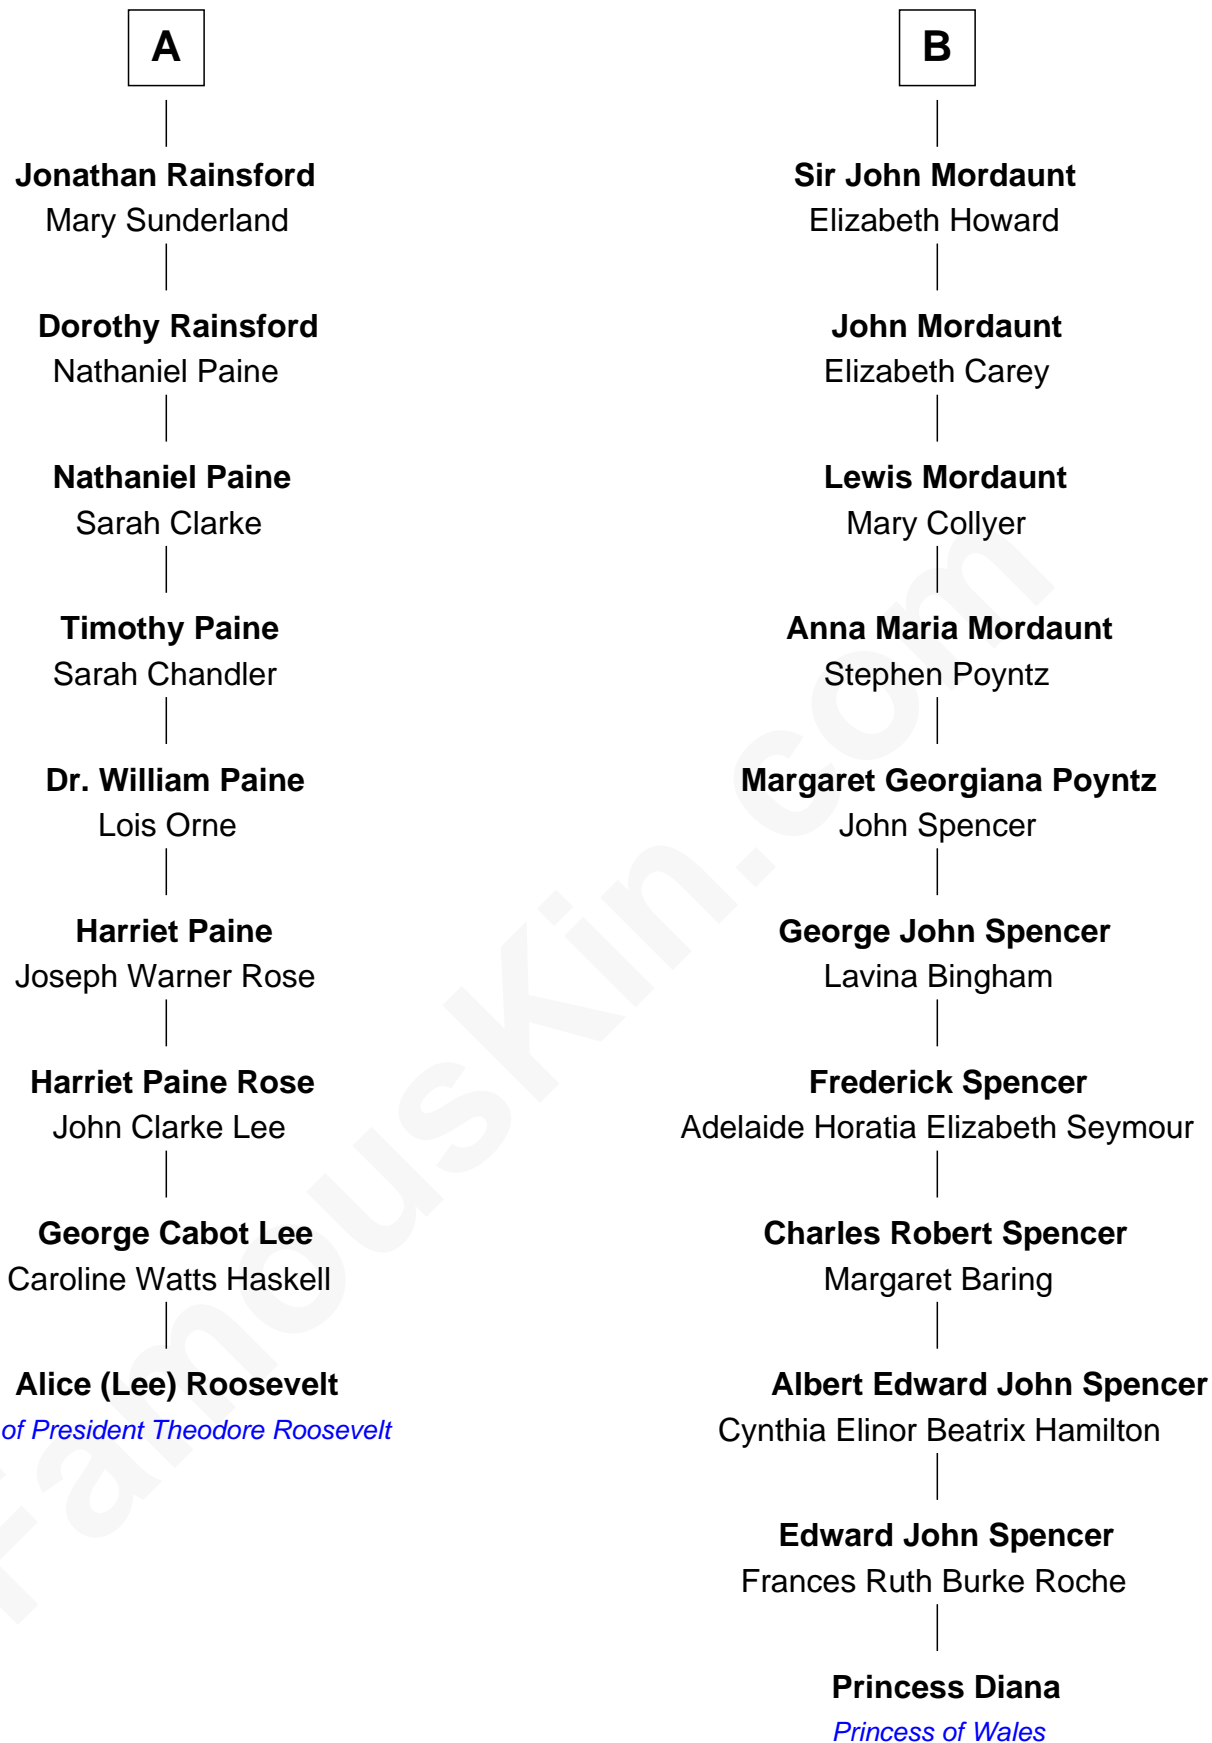 A
Jonathan Rainsford
Mary Sunderland
Dorothy Rainsford
Nathaniel Paine
Nathaniel Paine
Sarah Clarke
Timothy Paine
Sarah Chandler
Dr. William Paine
Lois Orne
Harriet Paine
Joseph Warner Rose
Harriet Paine Rose
John Clarke Lee
George Cabot Lee
Caroline Watts Haskell
Alice (Lee) Roosevelt
of President Theodore Roosevelt
B
Sir John Mordaunt
Elizabeth Howard
John Mordaunt
Elizabeth Carey
Lewis Mordaunt
Mary Collyer
Anna Maria Mordaunt
Stephen Poyntz
Margaret Georgiana Poyntz
John Spencer
George John Spencer
Lavina Bingham
Frederick Spencer
Adelaide Horatia Elizabeth Seymour
Charles Robert Spencer
Margaret Baring
Albert Edward John Spencer
Cynthia Elinor Beatrix Hamilton
Edward John Spencer
Frances Ruth Burke Roche
Princess Diana
Princess of Wales
FamousKin.com